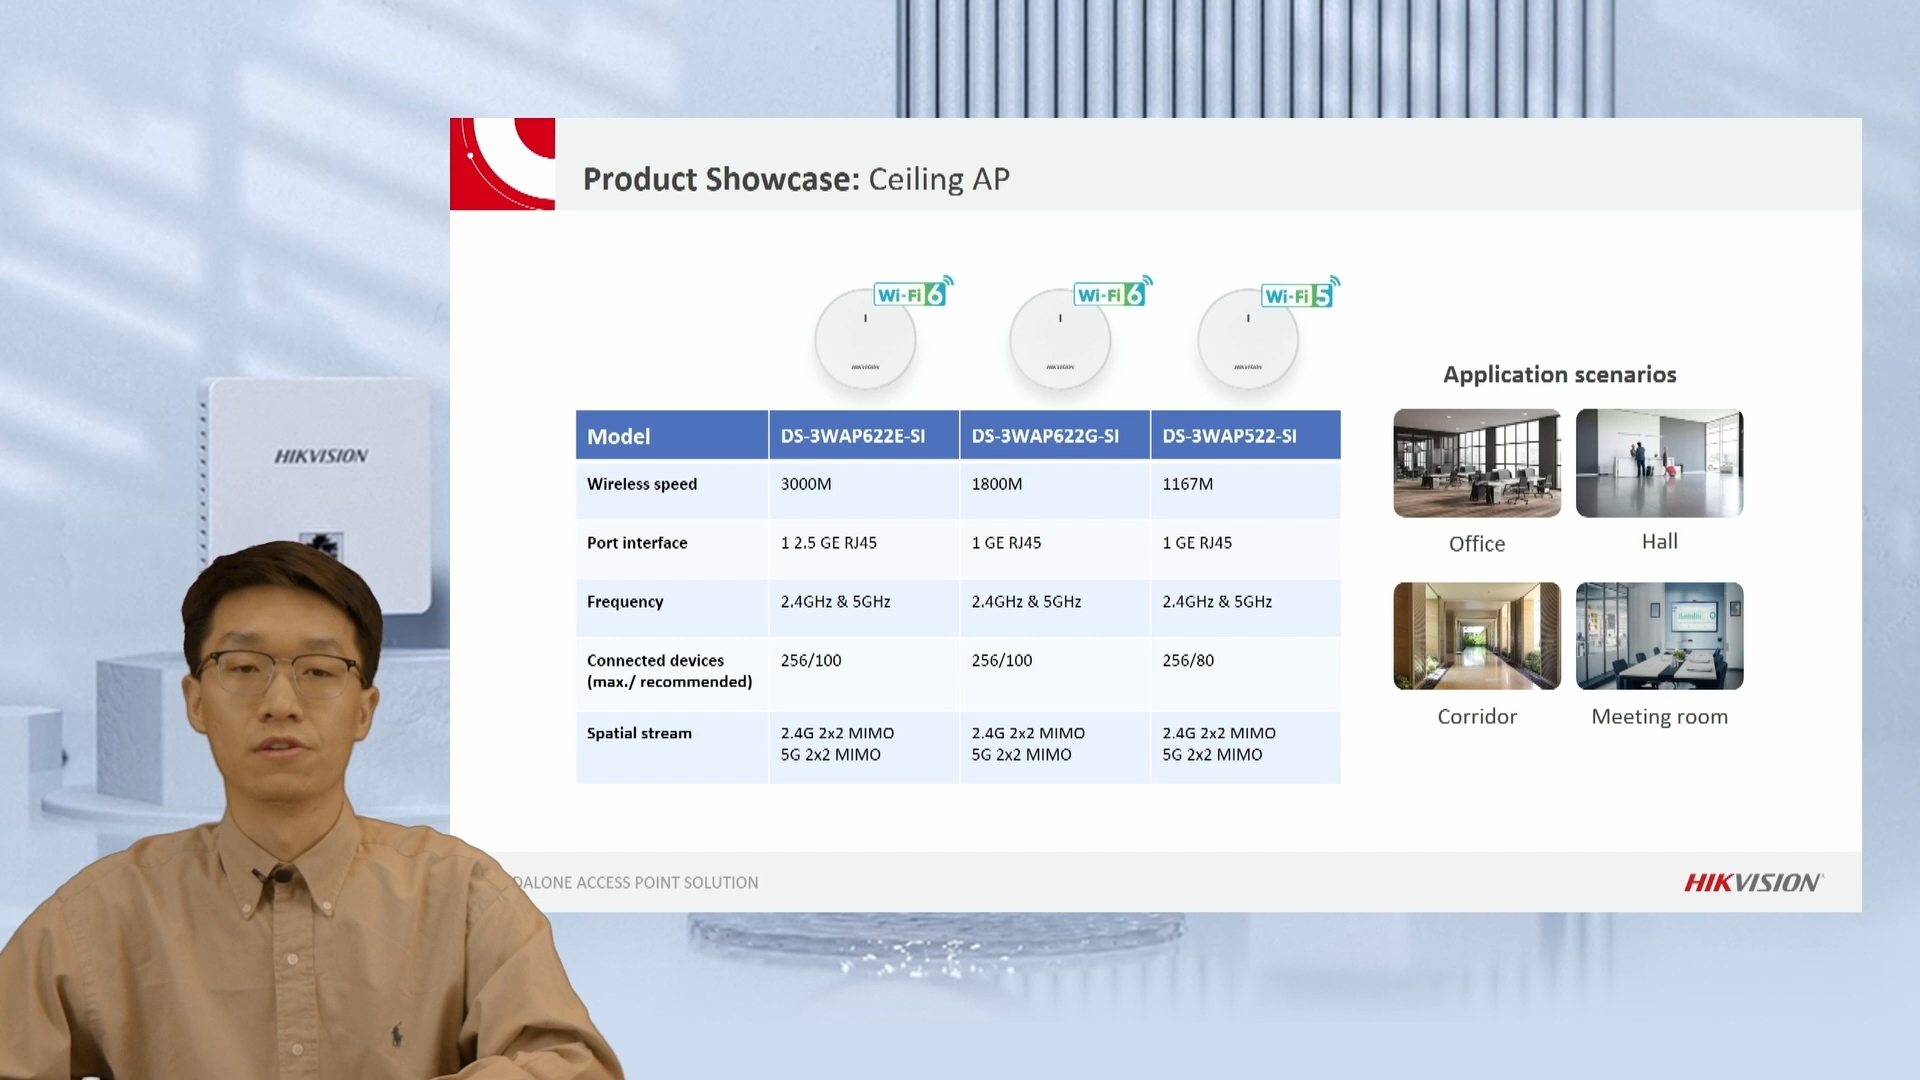 Product Showcase: Ceiling AP
Wi-Fi 6
Wi-Fi 6
Wi-Fi 5
HIKVISION
HIKVISION
HIKVISION
Application scenarios
Model
DS-3WAP622E-SI
DS-3WAP622G-SI
DS-3WAP522-SI
Wireless speed
3000M
1800M
1167M
Port interface
1 2.5 GE RJ45
1 GE RJ45
1 GE RJ45
Frequency
2.4GHz & 5GHz
2.4GHz & 5GHz
2.4GHz & 5GHz
Connected devices
(max./ recommended)
256/100
256/100
256/80
Spatial stream
2.4G 2x2 MIMO
5G 2x2 MIMO
2.4G 2x2 MIMO
5G 2x2 MIMO
2.4G 2x2 MIMO
5G 2x2 MIMO
Office
Hall
Corridor
Meeting room
HIKVISION
DALONE ACCESS POINT SOLUTION
HIKVISION